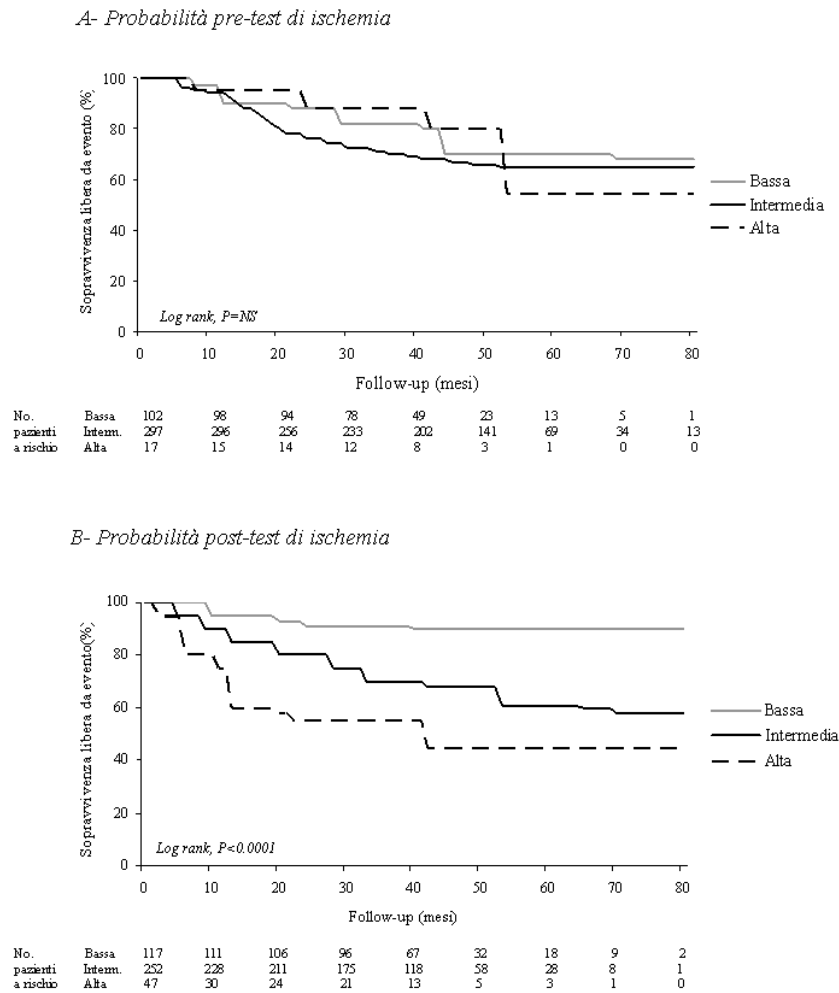 A- Probabilità pre-test di ischemia
Sopravvivenza libera da evento (%)
100
80
60
40
20
0
Log rank, P=NS
0 10 20 30 40 50 60 70 80
Follow-up (mesi)
Bassa
Intermedia
Alta
No. Bassa 102 98 94 78 49 23 13 5 1
pazienti Interm. 297 296 256 233 202 141 69 34 13
a rischio Alta 17 15 14 12 8 3 1 0 0
B- Probabilità post-test di ischemia
Sopravvivenza libera da evento(%)
100
80
60
40
20
0
Log rank, P<0.0001
0 10 20 30 40 50 60 70 80
Follow-up (mesi)
Bassa
Intermedia
Alta
No. Bassa 117 111 106 96 67 32 18 9 2
pazienti Interm. 252 228 211 175 118 58 28 8 1
a rischio Alta 47 30 24 21 13 5 3 1 0